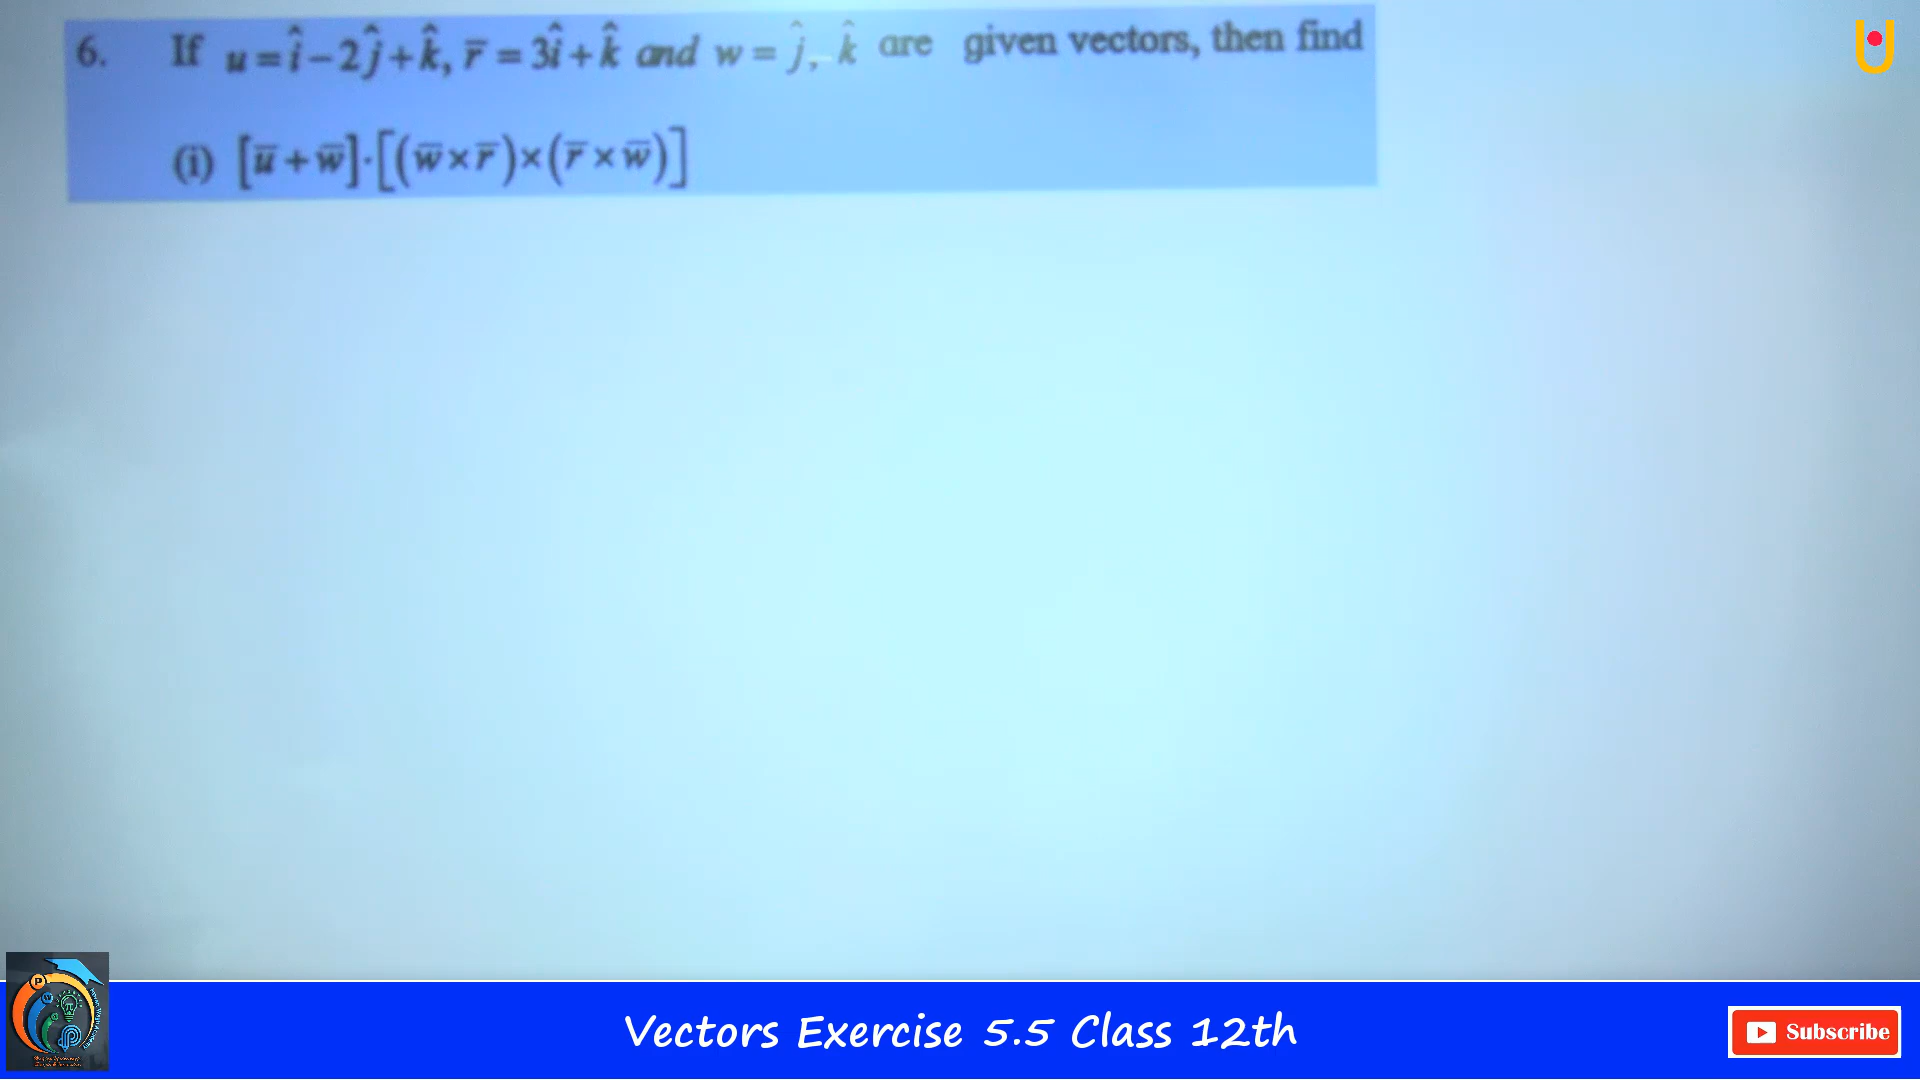 6. If u = î − 2ĵ + k̂, r̅ = 3î + k̂ and w = ĵ, k̂ are given vectors, then find
(i) [u̅ + w̅]·[(w̅ × r̅) × (r̅ × w̅)]
Vectors Exercise 5.5 Class 12th
Subscribe